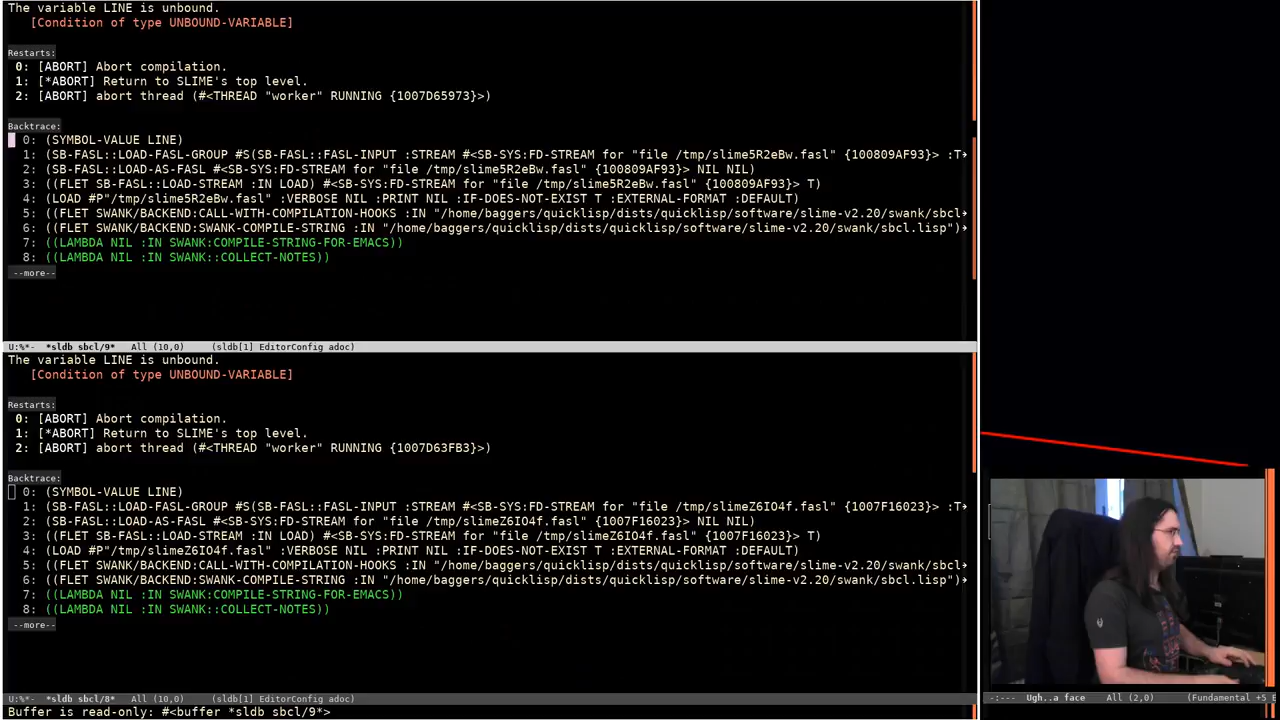 The variable LINE is unbound.
[Condition of type UNBOUND-VARIABLE]
Restarts:
0: [ABORT] Abort compilation.
1: [*ABORT] Return to SLIME's top level.
2: [ABORT] abort thread (#<THREAD "worker" RUNNING {1007D65973}>)
Backtrace:
0: (SYMBOL-VALUE LINE)
1: (SB-FASL::LOAD-FASL-GROUP #S(SB-FASL::FASL-INPUT :STREAM #<SB-SYS:FD-STREAM for "file /tmp/slime5R2eBw.fasl" {100809AF93} :T→
2: (SB-FASL::LOAD-AS-FASL #<SB-SYS:FD-STREAM for "file /tmp/slime5R2eBw.fasl" {100809AF93}> NIL NIL)
3: ((FLET SB-FASL::LOAD-STREAM :IN LOAD) #<SB-SYS:FD-STREAM for "file /tmp/slime5R2eBw.fasl" {100809AF93}> T)
4: (LOAD #P"/tmp/slime5R2eBw.fasl" :VERBOSE NIL :PRINT NIL :IF-DOES-NOT-EXIST T :EXTERNAL-FORMAT :DEFAULT)
5: ((FLET SWANK/BACKEND:CALL-WITH-COMPILATION-HOOKS :IN "/home/baggers/quicklisp/dists/quicklisp/software/slime-v2.20/swank/sbcl→
6: ((FLET SWANK/BACKEND:SWANK-COMPILE-STRING :IN "/home/baggers/quicklisp/dists/quicklisp/software/slime-v2.20/swank/sbcl.lisp")→
7: ((LAMBDA NIL :IN SWANK:COMPILE-STRING-FOR-EMACS))
8: ((LAMBDA NIL :IN SWANK::COLLECT-NOTES))
--more--
U:%*- *sldb sbcl/9* All (10,0) (sldb[1] EditorConfig adoc)
The variable LINE is unbound.
[Condition of type UNBOUND-VARIABLE]
Restarts:
0: [ABORT] Abort compilation.
1: [*ABORT] Return to SLIME's top level.
2: [ABORT] abort thread (#<THREAD "worker" RUNNING {1007D63FB3}>)
Backtrace:
0: (SYMBOL-VALUE LINE)
1: (SB-FASL::LOAD-FASL-GROUP #S(SB-FASL::FASL-INPUT :STREAM #<SB-SYS:FD-STREAM for "file /tmp/slimeZ6IO4f.fasl" {1007F16023} :T→
2: (SB-FASL::LOAD-AS-FASL #<SB-SYS:FD-STREAM for "file /tmp/slimeZ6IO4f.fasl" {1007F16023}> NIL NIL)
3: ((FLET SB-FASL::LOAD-STREAM :IN LOAD) #<SB-SYS:FD-STREAM for "file /tmp/slimeZ6IO4f.fasl" {1007F16023}> T)
4: (LOAD #P"/tmp/slimeZ6IO4f.fasl" :VERBOSE NIL :PRINT NIL :IF-DOES-NOT-EXIST T :EXTERNAL-FORMAT :DEFAULT)
5: ((FLET SWANK/BACKEND:CALL-WITH-COMPILATION-HOOKS :IN "/home/baggers/quicklisp/dists/quicklisp/software/slime-v2.20/swank/sbcl→
6: ((FLET SWANK/BACKEND:SWANK-COMPILE-STRING :IN "/home/baggers/quicklisp/dists/quicklisp/software/slime-v2.20/swank/sbcl.lisp")→
7: ((LAMBDA NIL :IN SWANK:COMPILE-STRING-FOR-EMACS))
8: ((LAMBDA NIL :IN SWANK::COLLECT-NOTES))
--more--
U:%*- *sldb sbcl/8* All (10,0) (sldb[1] EditorConfig adoc)
-:--- Ugh..a face All (2,0) (Fundamental +5 E
Buffer is read-only: #<buffer *sldb sbcl/9*>